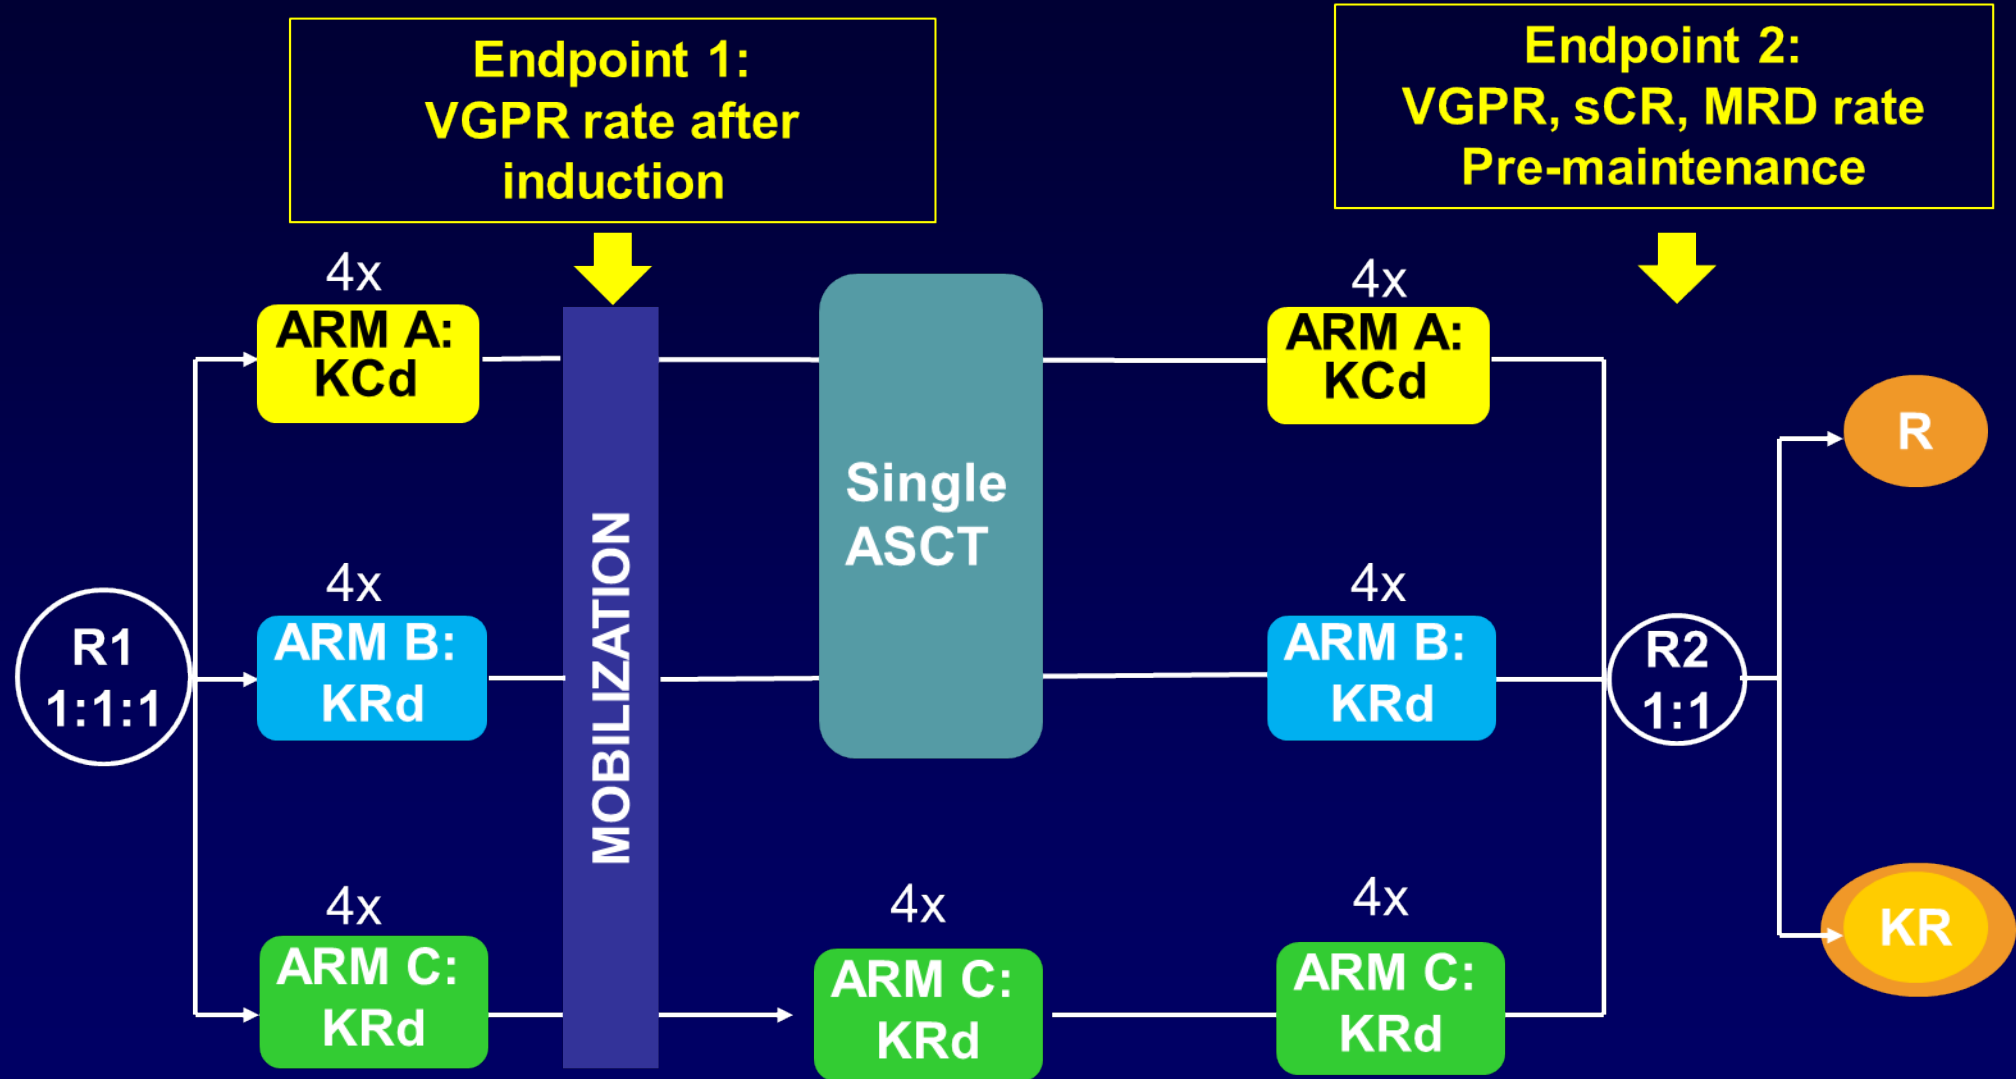 Endpoint 1:
VGPR rate after
induction
Endpoint 2:
VGPR, sCR, MRD rate
Pre-maintenance
4x
ARM A:
KCd
4x
ARM A:
KCd
R
Single
ASCT
MOBILIZATION
R1
1:1:1
4x
ARM B:
KRd
4x
ARM B:
KRd
R2
1:1
4x
ARM C:
KRd
4x
ARM C:
KRd
4x
ARM C:
KRd
KR